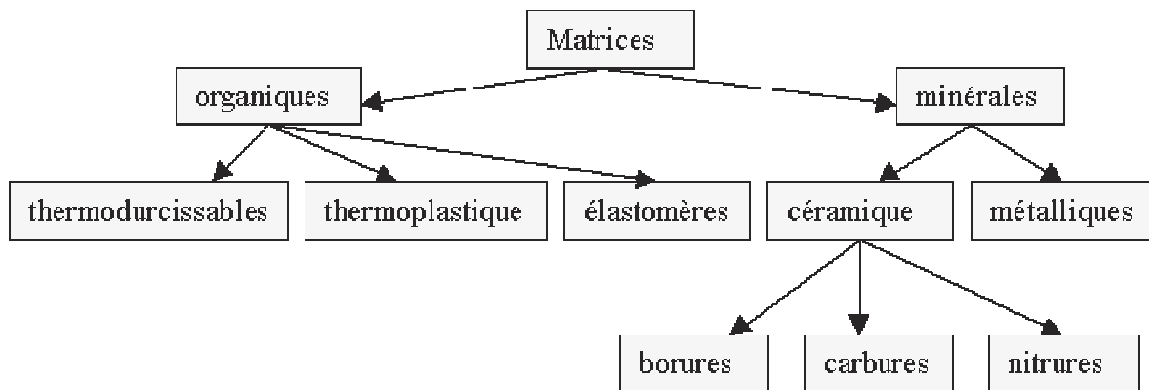 Matrices
organiques
minérales
thermodurcissables
thermoplastique
élastomères
céramique
métalliques
borures
carbures
nitrures